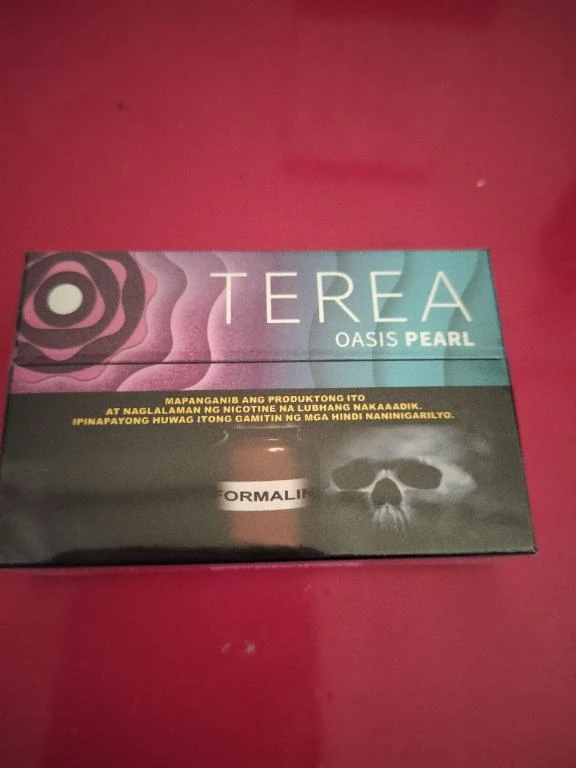 TEREA
OASIS PEARL
MAPANGANIB ANG PRODUKTONG ITO
AT NAGLALAMAN NG NICOTINE NA LUBHANG NAKAAADIK.
IPINAPAYONG HUWAG ITONG GAMITIN NG MGA HINDI NANINIGARILYO.
FORMALIN